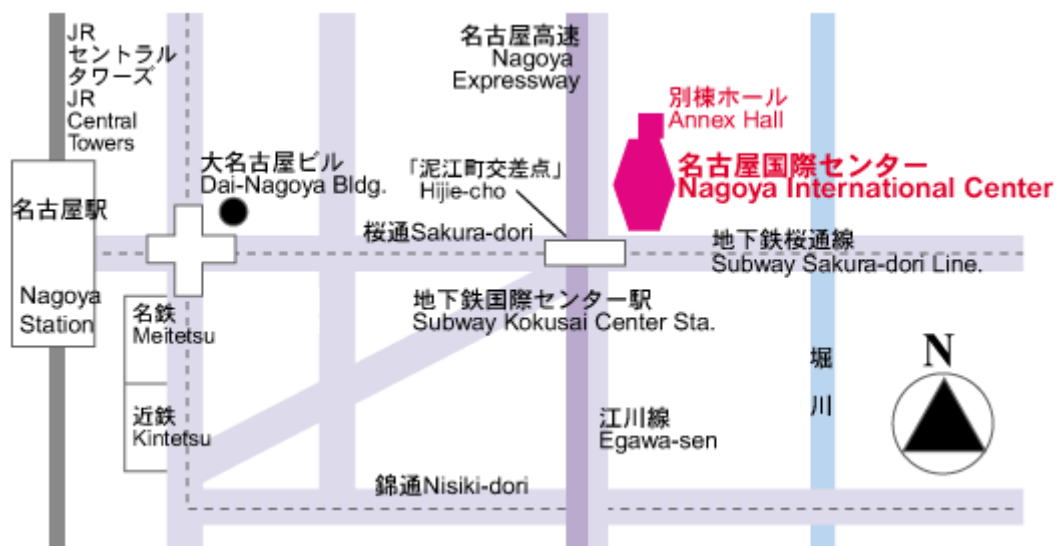 JR
セントラル
タワーズ
JR
Central
Towers
名古屋高速
Nagoya
Expressway
別棟ホール
Annex Hall
名古屋国際センター
Nagoya International Center
大名古屋ビル
Dai-Nagoya Bldg.
「泥江町交差点」
Hijie-cho
名古屋駅
Nagoya
Station
桜通Sakura-dori
地下鉄桜通線
Subway Sakura-dori Line.
名鉄
Meitetsu
地下鉄国際センター駅
Subway Kokusai Center Sta.
堀
川
N
近鉄
Kintetsu
江川線
Egawa-sen
錦通Nisiki-dori